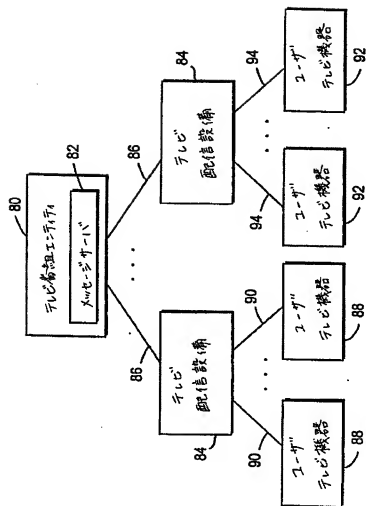 80
テレビ番組エンティティ
82
メッセージサーバ
86
86
84
テレビ
配信設備
84
テレビ
配信設備
90
90
94
94
ユーザ
テレビ機器
88
ユーザ
テレビ機器
88
ユーザ
テレビ機器
92
ユーザ
テレビ機器
92